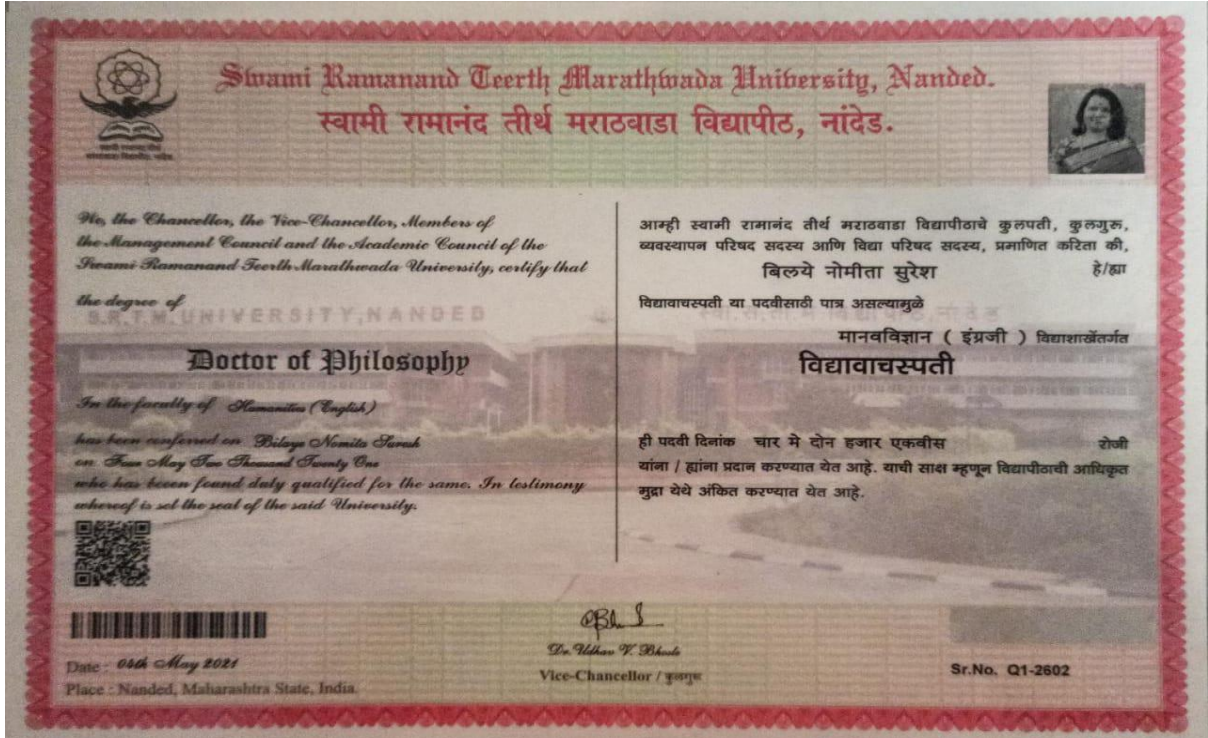 Swami Ramanand Teerth Marathwada University, Nanded.
स्वामी रामानंद तीर्थ मराठवाडा विद्यापीठ, नांदेड.
We, the Chancellor, the Vice-Chancellor, Members of
the Management Council and the Academic Council of the
Swami Ramanand Teerth Marathwada University, certify that
the degree of
S.R.T.M.UNIVERSITY,NANDED
Doctor of Philosophy
In the faculty of Humanities (English)
has been conferred on Bilaye Nomita Suresh
on Four May Two Thousand Twenty One
who has been found duly qualified for the same. In testimony
whereof is set the seal of the said University.
आम्ही स्वामी रामानंद तीर्थ मराठवाडा विद्यापीठाचे कुलपती, कुलगुरू,
व्यवस्थापन परिषद सदस्य आणि विद्या परिषद सदस्य, प्रमाणित करिता की,
बिलये नोमीता सुरेश हे/ह्या
विद्यावाचस्पती या पदवीसाठी पात्र असल्यामुळे
मानवविज्ञान ( इंग्रजी ) विद्याशाखेंतर्गत
विद्यावाचस्पती
ही पदवी दिनांक चार मे दोन हजार एकवीस रोजी
यांना / ह्यांना प्रदान करण्यात येत आहे. याची साक्ष म्हणून विद्यापीठाची आधिकृत
मुद्रा येथे अंकित करण्यात येत आहे.
Date : 04th May 2021
Place : Nanded, Maharashtra State, India.
Dr. Udhav V. Bhosle
Vice-Chancellor / कुलगुरू
Sr.No. Q1-2602